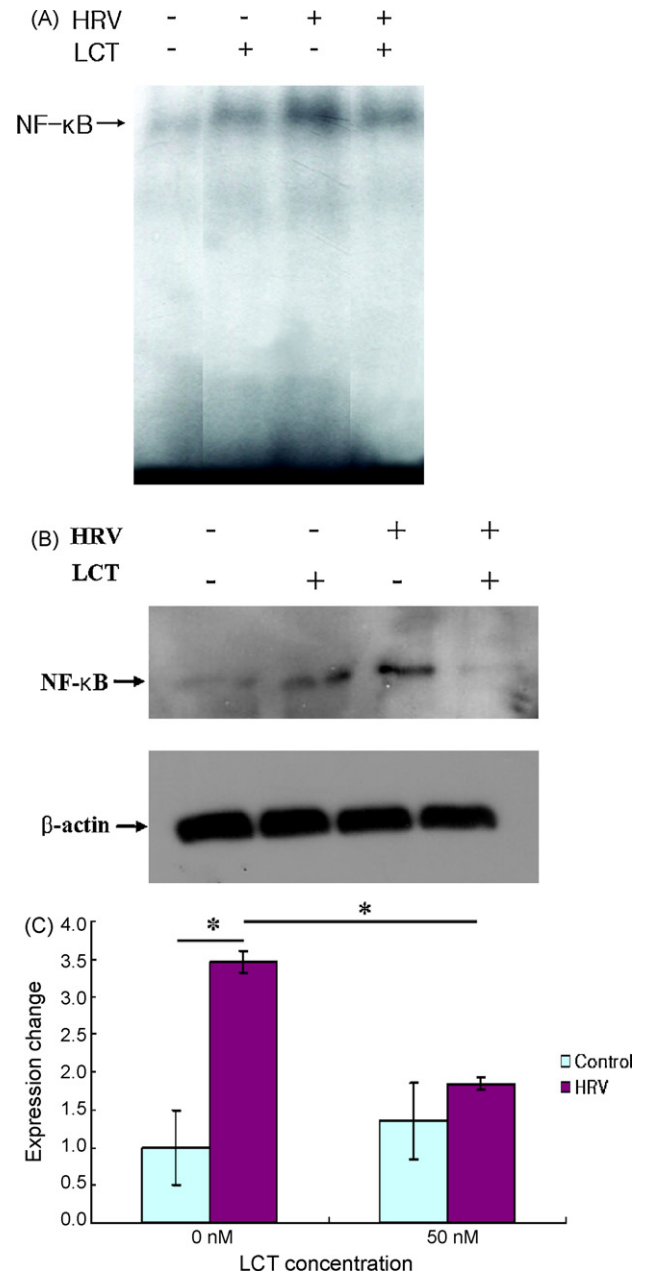 (A) HRV - - + +
LCT - + - +
NF-κB
(B) HRV - - + +
LCT - + - +
NF-κB
β-actin
(C)
4.0
3.5
3.0
2.5
2.0
1.5
1.0
0.5
0.0
Expression change
* *
Control
HRV
0 nM 50 nM
LCT concentration